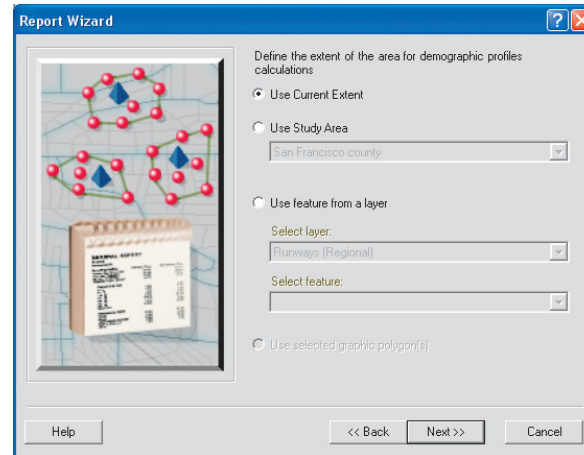 Report Wizard
Define the extent of the area for demographic profiles
calculations
Use Current Extent
Use Study Area
San Francisco county
Use feature from a layer
Select layer:
Runways (Regional)
Select feature:
Use selected graphic polygon(s)
Help
<< Back
Next >>
Cancel